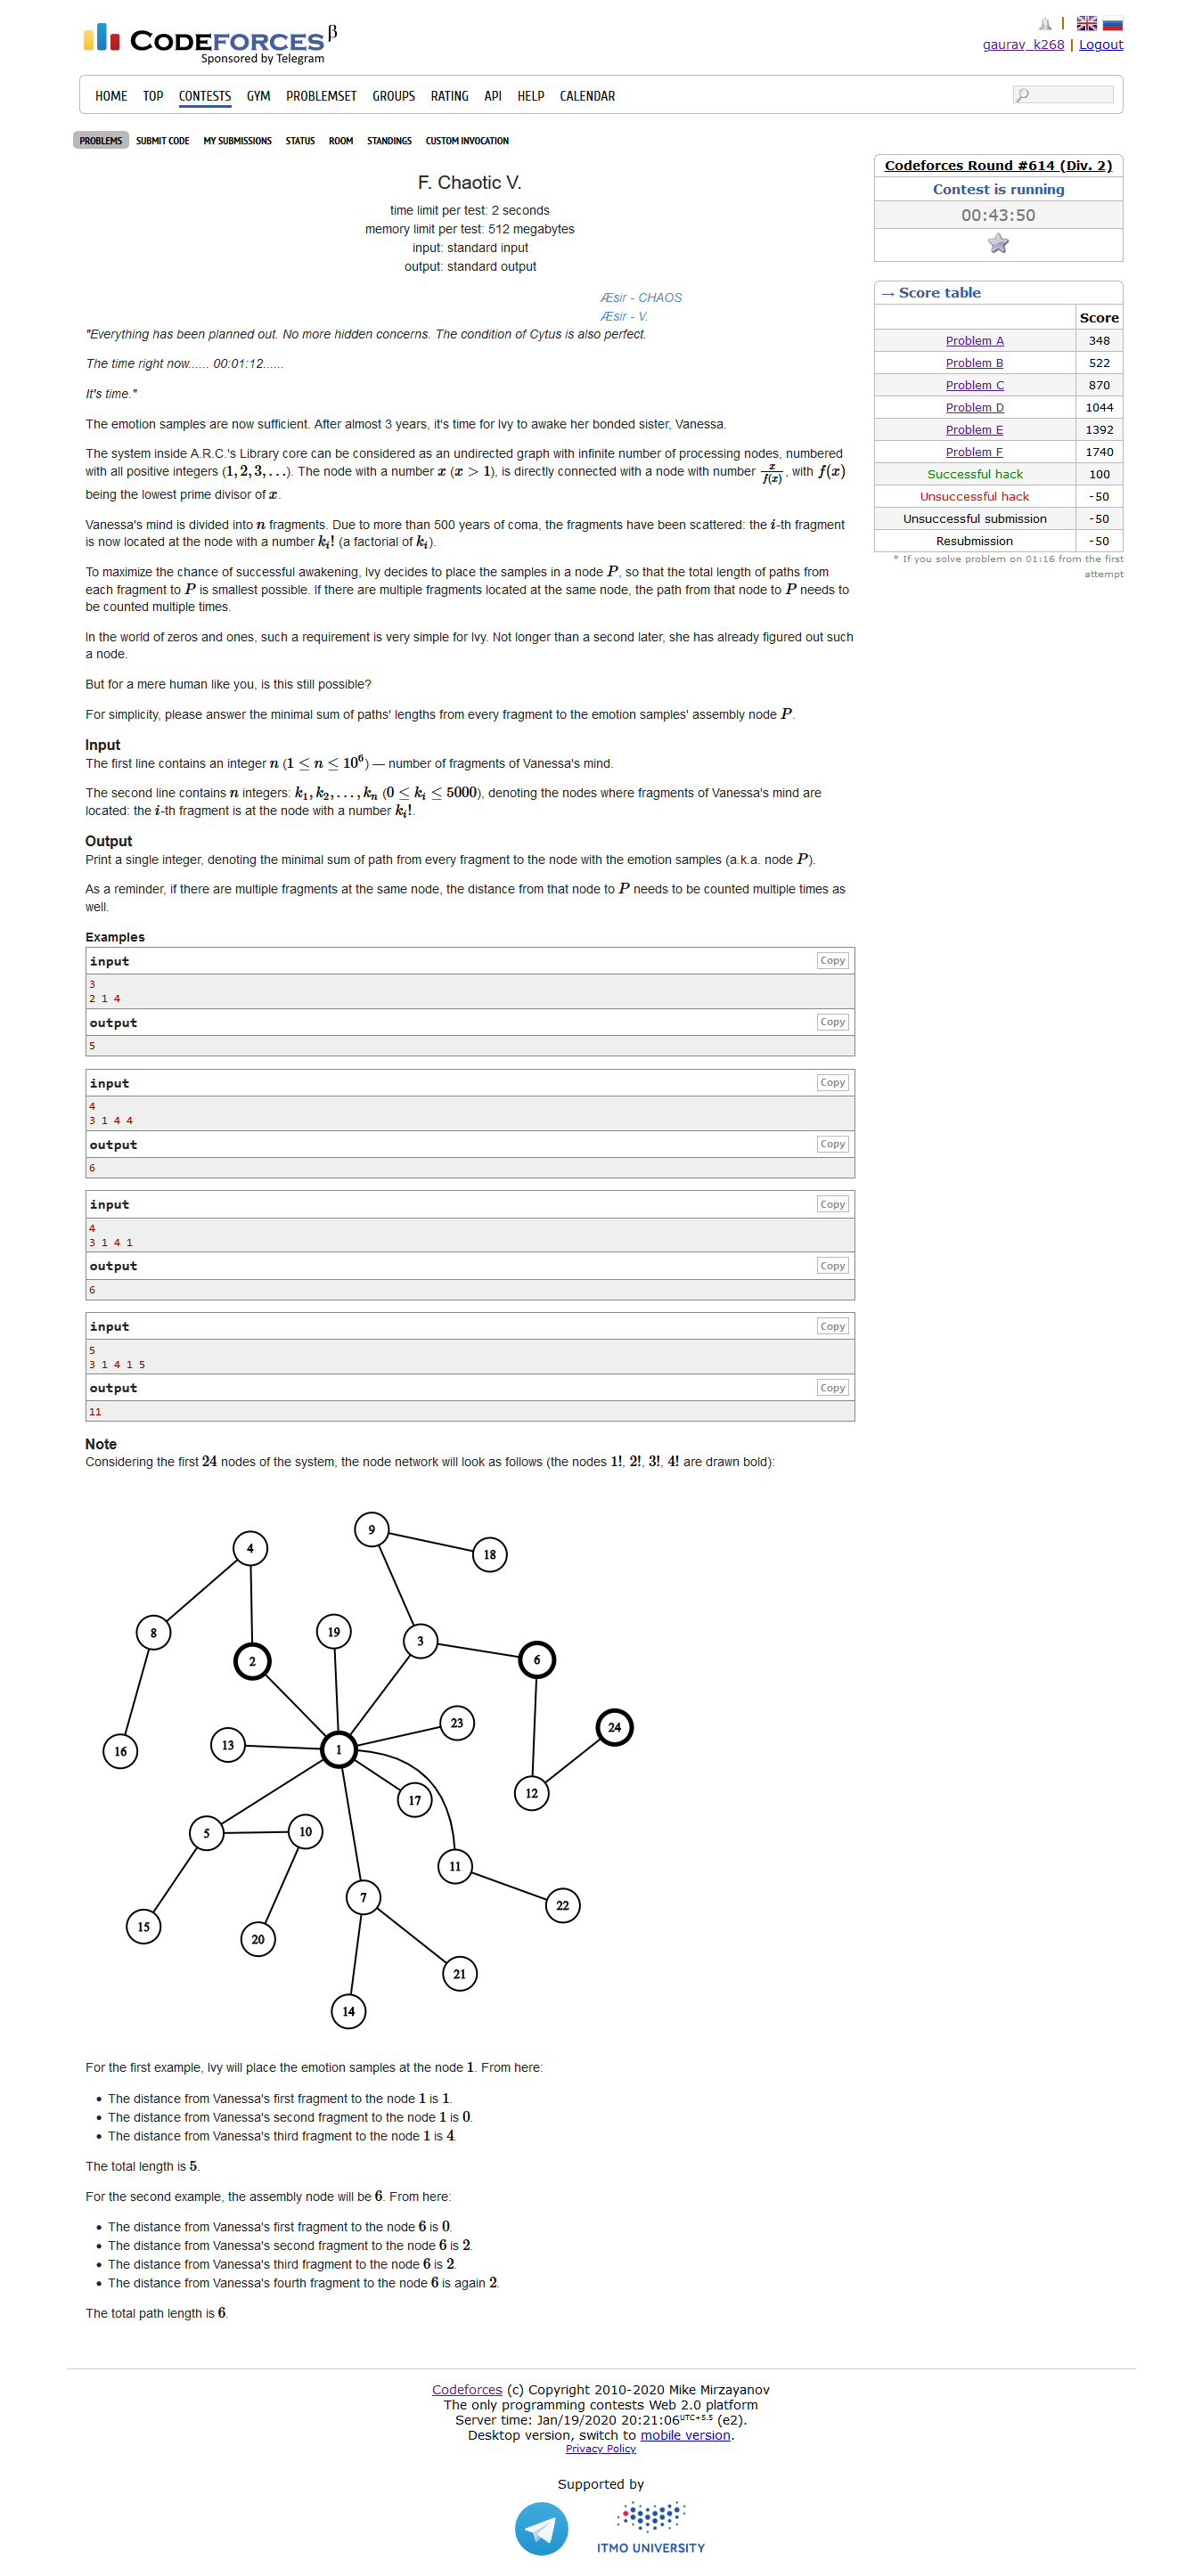 CODEFORCES β
Sponsored by Telegram
|
gaurav_k268 | Logout
HOME TOP CONTESTS GYM PROBLEMSET GROUPS RATING API HELP CALENDAR
PROBLEMS SUBMIT CODE MY SUBMISSIONS STATUS ROOM STANDINGS CUSTOM INVOCATION
F. Chaotic V.
time limit per test: 2 seconds
memory limit per test: 512 megabytes
input: standard input
output: standard output
Æsir - CHAOS
Æsir - V.
"Everything has been planned out. No more hidden concerns. The condition of Cytus is also perfect.
The time right now...... 00:01:12......
It's time."
The emotion samples are now sufficient. After almost 3 years, it's time for Ivy to awake her bonded sister, Vanessa.
The system inside A.R.C.'s Library core can be considered as an undirected graph with infinite number of processing nodes, numbered
with all positive integers (1, 2, 3, …). The node with a number x (x > 1), is directly connected with a node with number x/f(x), with f(x)
being the lowest prime divisor of x.
Vanessa's mind is divided into n fragments. Due to more than 500 years of coma, the fragments have been scattered: the i-th fragment
is now located at the node with a number kᵢ! (a factorial of kᵢ).
To maximize the chance of successful awakening, Ivy decides to place the samples in a node P, so that the total length of paths from
each fragment to P is smallest possible. If there are multiple fragments located at the same node, the path from that node to P needs to
be counted multiple times.
In the world of zeros and ones, such a requirement is very simple for Ivy. Not longer than a second later, she has already figured out such
a node.
But for a mere human like you, is this still possible?
For simplicity, please answer the minimal sum of paths' lengths from every fragment to the emotion samples' assembly node P.
Input
The first line contains an integer n (1 ≤ n ≤ 10⁶) — number of fragments of Vanessa's mind.
The second line contains n integers: k₁, k₂, …, kₙ (0 ≤ kᵢ ≤ 5000), denoting the nodes where fragments of Vanessa's mind are
located: the i-th fragment is at the node with a number kᵢ!.
Output
Print a single integer, denoting the minimal sum of path from every fragment to the node with the emotion samples (a.k.a. node P).
As a reminder, if there are multiple fragments at the same node, the distance from that node to P needs to be counted multiple times as
well.
Examples
input Copy
3
2 1 4
output Copy
5
input Copy
4
3 1 4 4
output Copy
6
input Copy
4
3 1 4 1
output Copy
6
input Copy
5
3 1 4 1 5
output Copy
11
Note
Considering the first 24 nodes of the system, the node network will look as follows (the nodes 1!, 2!, 3!, 4! are drawn bold):
9
4
18
8
19
3
2
6
23
24
13
1
16
12
17
5
10
11
7
22
15
20
21
14
For the first example, Ivy will place the emotion samples at the node 1. From here:
• The distance from Vanessa's first fragment to the node 1 is 1.
• The distance from Vanessa's second fragment to the node 1 is 0.
• The distance from Vanessa's third fragment to the node 1 is 4.
The total length is 5.
For the second example, the assembly node will be 6. From here:
• The distance from Vanessa's first fragment to the node 6 is 0.
• The distance from Vanessa's second fragment to the node 6 is 2.
• The distance from Vanessa's third fragment to the node 6 is 2.
• The distance from Vanessa's fourth fragment to the node 6 is again 2.
The total path length is 6.
Codeforces Round #614 (Div. 2)
Contest is running
00:43:50
→ Score table
Score
Problem A 348
Problem B 522
Problem C 870
Problem D 1044
Problem E 1392
Problem F 1740
Successful hack 100
Unsuccessful hack -50
Unsuccessful submission -50
Resubmission -50
* If you solve problem on 01:16 from the first
attempt
Codeforces (c) Copyright 2010-2020 Mike Mirzayanov
The only programming contests Web 2.0 platform
Server time: Jan/19/2020 20:21:06UTC+5.5 (e2).
Desktop version, switch to mobile version.
Privacy Policy
Supported by
ITMO UNIVERSITY